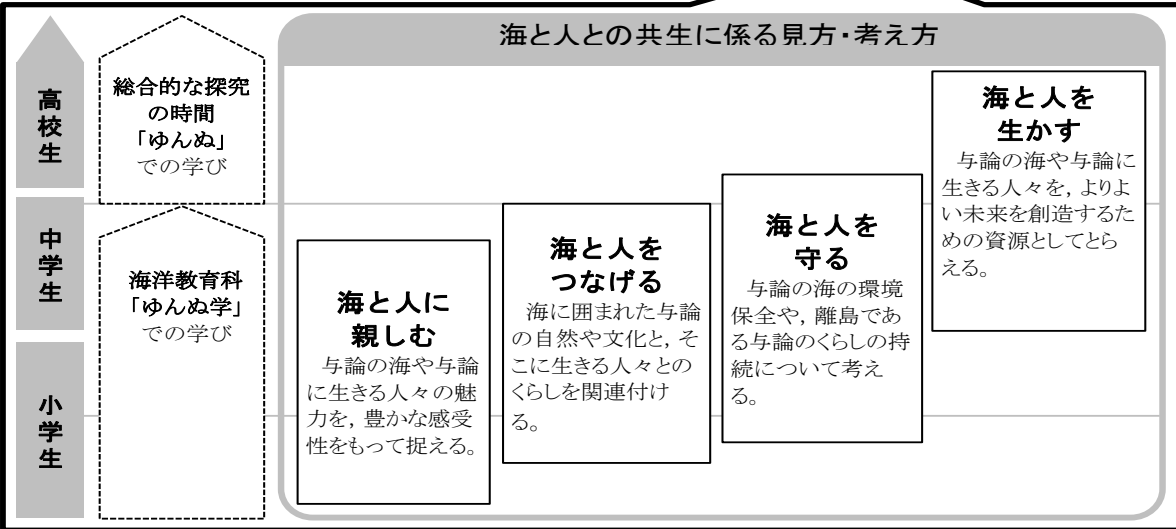 海と人との共生に係る見方・考え方
高校生
中学生
小学生
総合的な探究
の時間
「ゆんぬ」
での学び
海洋教育科
「ゆんぬ学」
での学び
海と人に
親しむ
与論の海や与論
に生きる人々の魅
力を，豊かな感受
性をもって捉える。
海と人を
つなげる
海に囲まれた与論
の自然や文化と，そ
こに生きる人々との
くらしを関連付け
る。
海と人を
守る
与論の海の環境
保全や，離島であ
る与論のくらしの持
続について考え
る。
海と人を
生かす
与論の海や与論に
生きる人々を，よりよ
い未来を創造するた
めの資源としてとら
える。